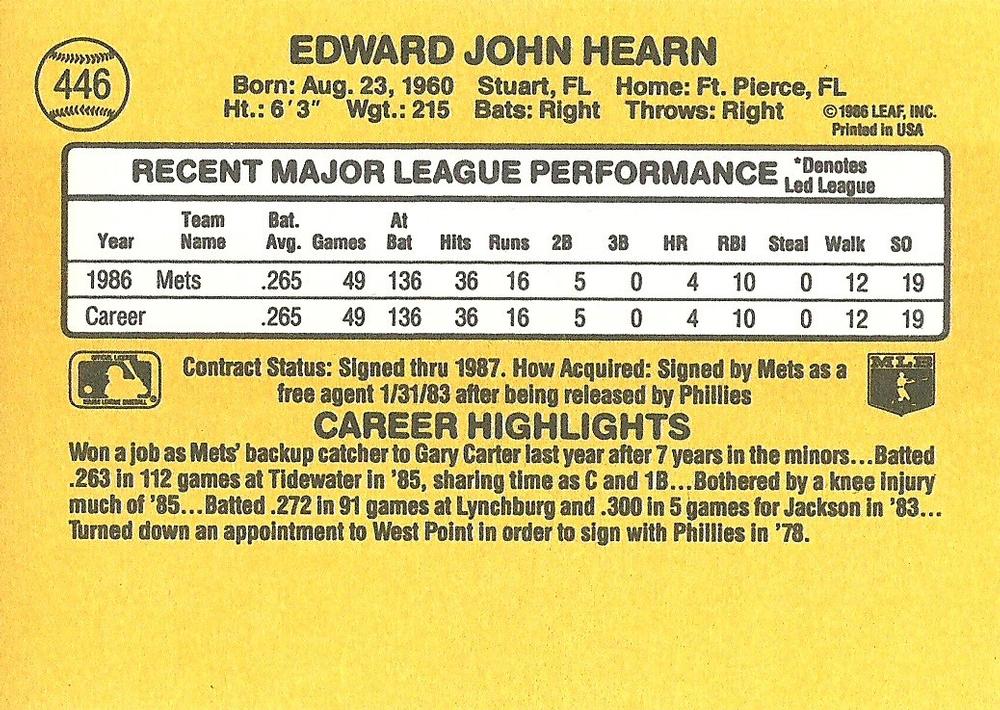 446
EDWARD JOHN HEARN
Born: Aug. 23, 1960 Stuart, FL Home: Ft. Pierce, FL
Ht.: 6'3" Wgt.: 215 Bats: Right Throws: Right
©1986 LEAF, INC.
Printed in USA
RECENT MAJOR LEAGUE PERFORMANCE *Denotes
Led League
Year Team Name Bat. Avg. Games At Bat Hits Runs 2B 3B HR RBI Steal Walk SO
1986 Mets .265 49 136 36 16 5 0 4 10 0 12 19
Career .265 49 136 36 16 5 0 4 10 0 12 19
OFFICIAL LICENSEE
MAJOR LEAGUE BASEBALL
Contract Status: Signed thru 1987. How Acquired: Signed by Mets as a
free agent 1/31/83 after being released by Phillies
MLB
CAREER HIGHLIGHTS
Won a job as Mets' backup catcher to Gary Carter last year after 7 years in the minors...Batted
.263 in 112 games at Tidewater in '85, sharing time as C and 1B...Bothered by a knee injury
much of '85...Batted .272 in 91 games at Lynchburg and .300 in 5 games for Jackson in '83...
Turned down an appointment to West Point in order to sign with Phillies in '78.